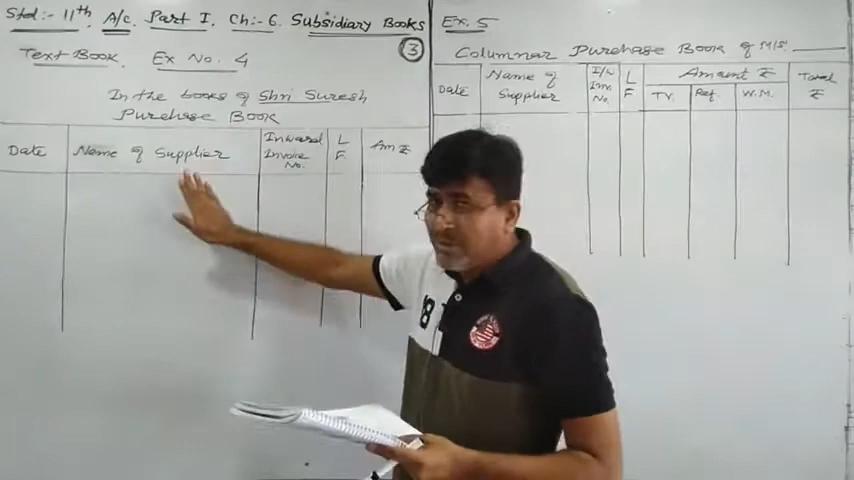 Std:- 11th A/c. Part I. Ch:- 6. Subsidiary Books
Text Book. Ex No. 4
3
In the books of Shri Suresh
Purchase Book
Date
Name of Supplier
Inward
Invoice
No.
L
F.
Am ₹
Ex. 5
Columnar Purchase Book of M/s.
Date
Name of
Supplier
I/W
Inv.
No.
L
F
Amount ₹
T.V.
Ref.
W.M.
Total
₹
18